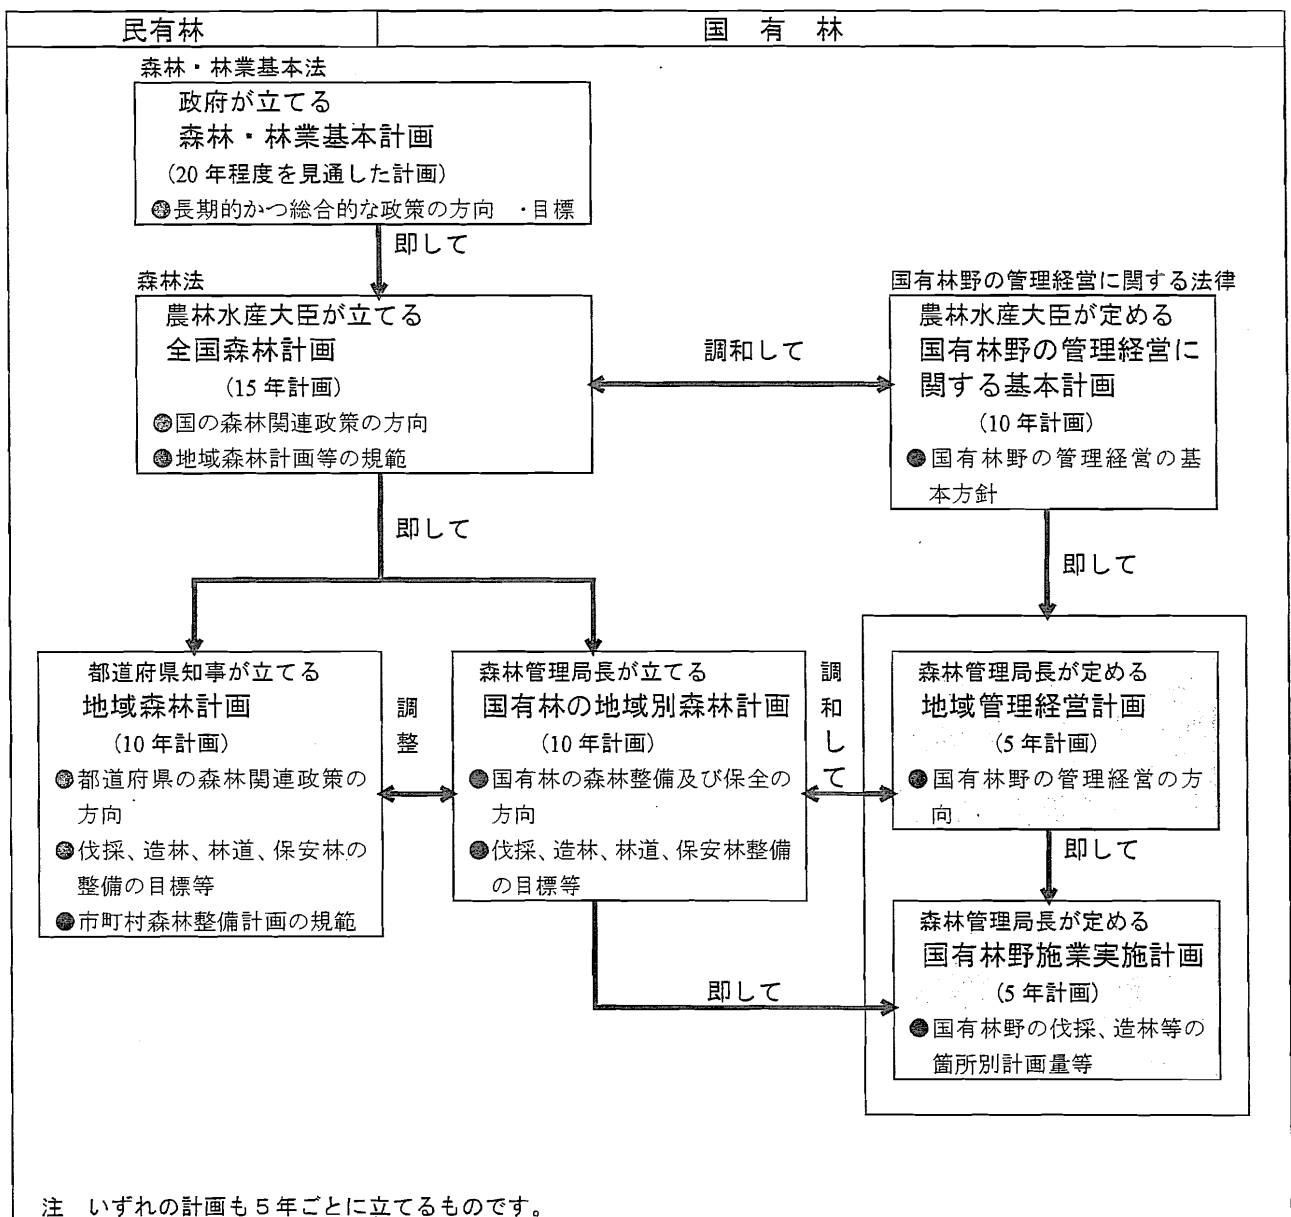 民有林
国有林
森林・林業基本法
政府が立てる
森林・林業基本計画
(20年程度を見通した計画)
●長期的かつ総合的な政策の方向 ・目標
即して
森林法
農林水産大臣が立てる
全国森林計画
(15年計画)
●国の森林関連政策の方向
●地域森林計画等の規範
調和して
国有林野の管理経営に関する法律
農林水産大臣が定める
国有林野の管理経営に
関する基本計画
(10年計画)
●国有林野の管理経営の基
本方針
即して
即して
都道府県知事が立てる
地域森林計画
(10年計画)
●都道府県の森林関連政策の
方向
●伐採、造林、林道、保安林の
整備の目標等
●市町村森林整備計画の規範
調整
森林管理局長が立てる
国有林の地域別森林計画
(10年計画)
●国有林の森林整備及び保全の
方向
●伐採、造林、林道、保安林整備
の目標等
調和して
森林管理局長が定める
地域管理経営計画
(5年計画)
●国有林野の管理経営の方
向
即して
即して
森林管理局長が定める
国有林野施業実施計画
(5年計画)
●国有林野の伐採、造林等の
箇所別計画量等
注 いずれの計画も5年ごとに立てるものです。